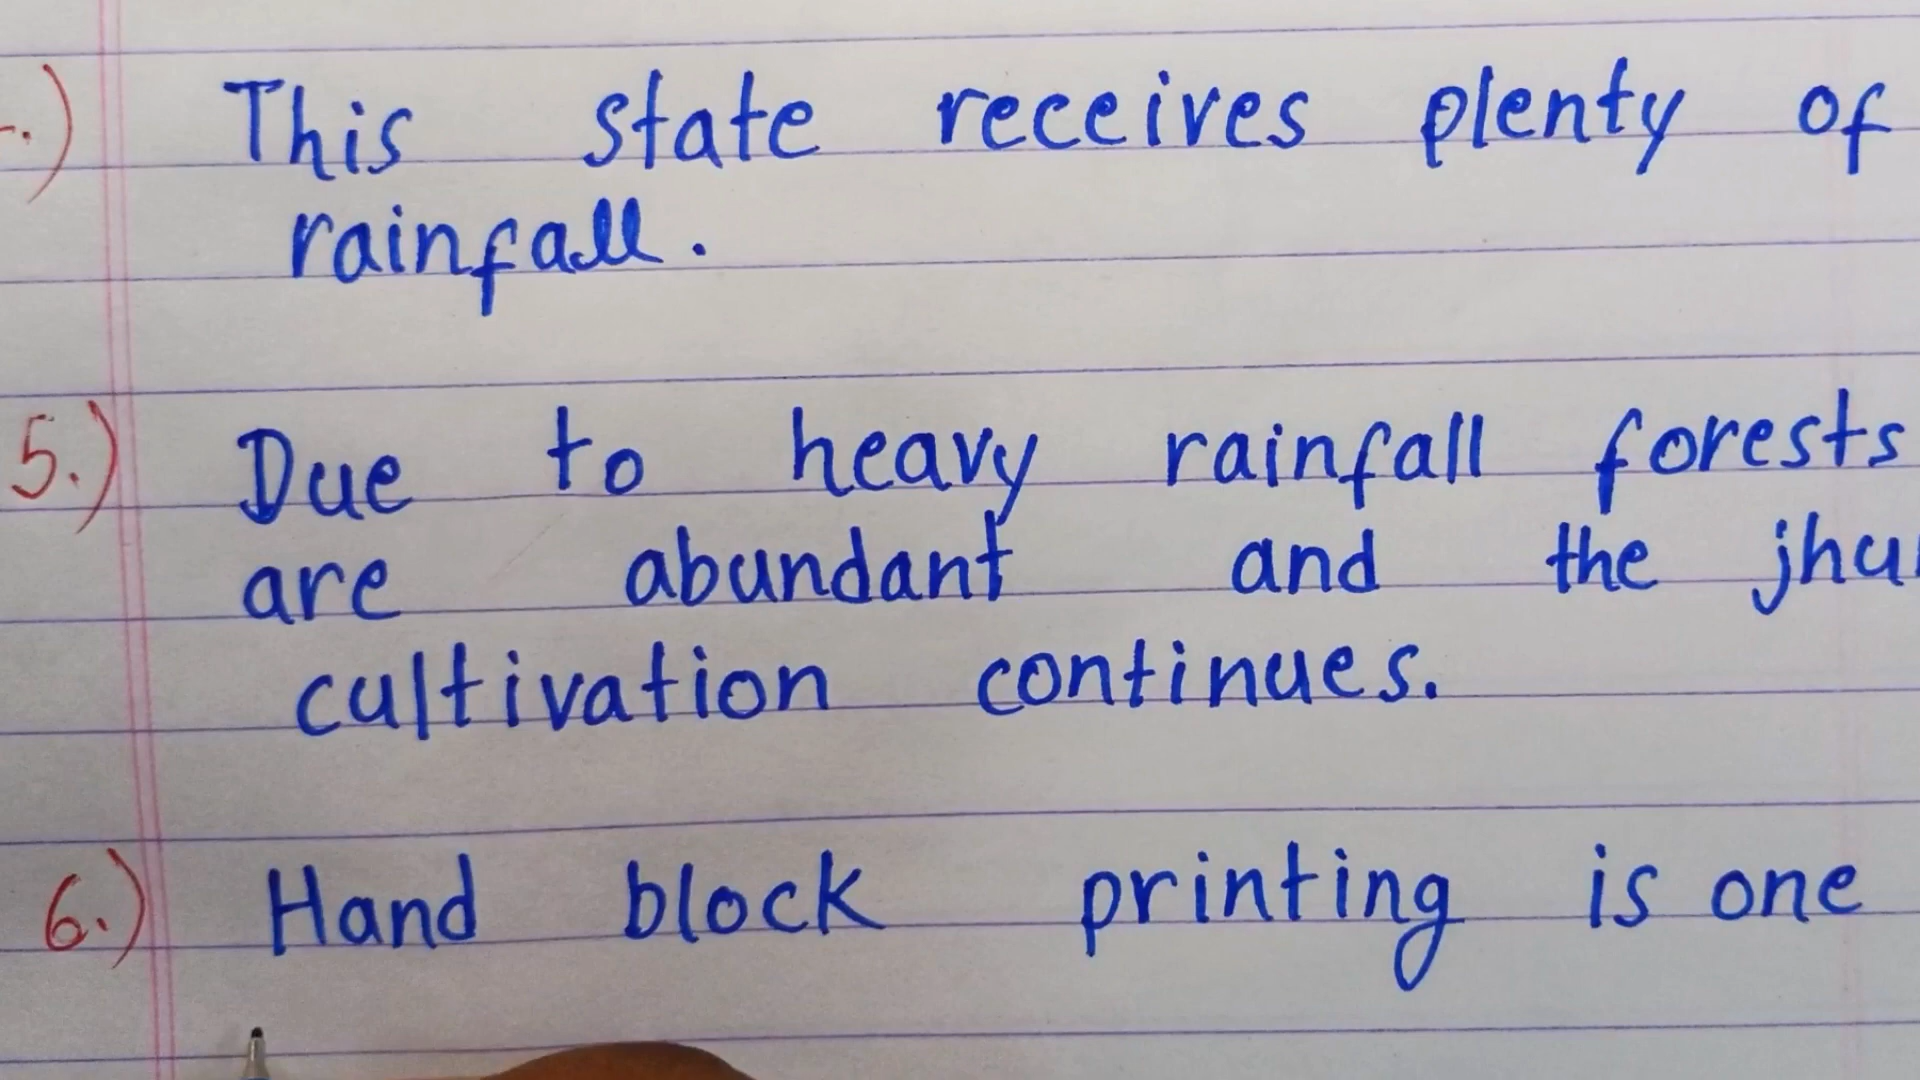 .) This state receives plenty of
rainfall.
5.) Due to heavy rainfall forests
are abundant and the
cultivation continues.
6.) Hand block printing is one